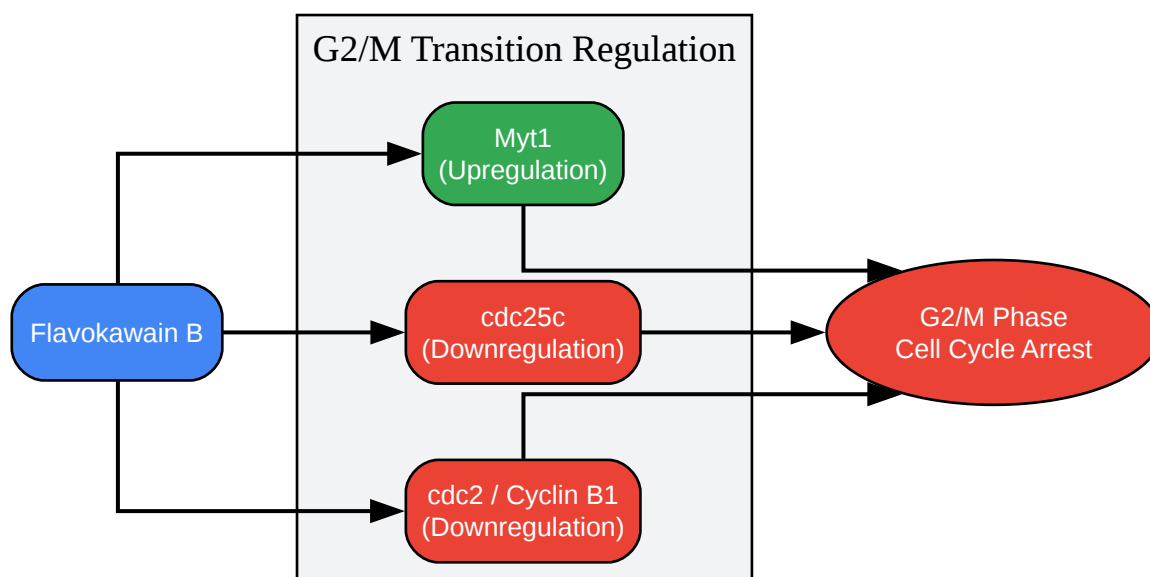 G2/M Transition Regulation
Myt1
(Upregulation)
Flavokawain B
cdc25c
(Downregulation)
G2/M Phase
Cell Cycle Arrest
cdc2 / Cyclin B1
(Downregulation)